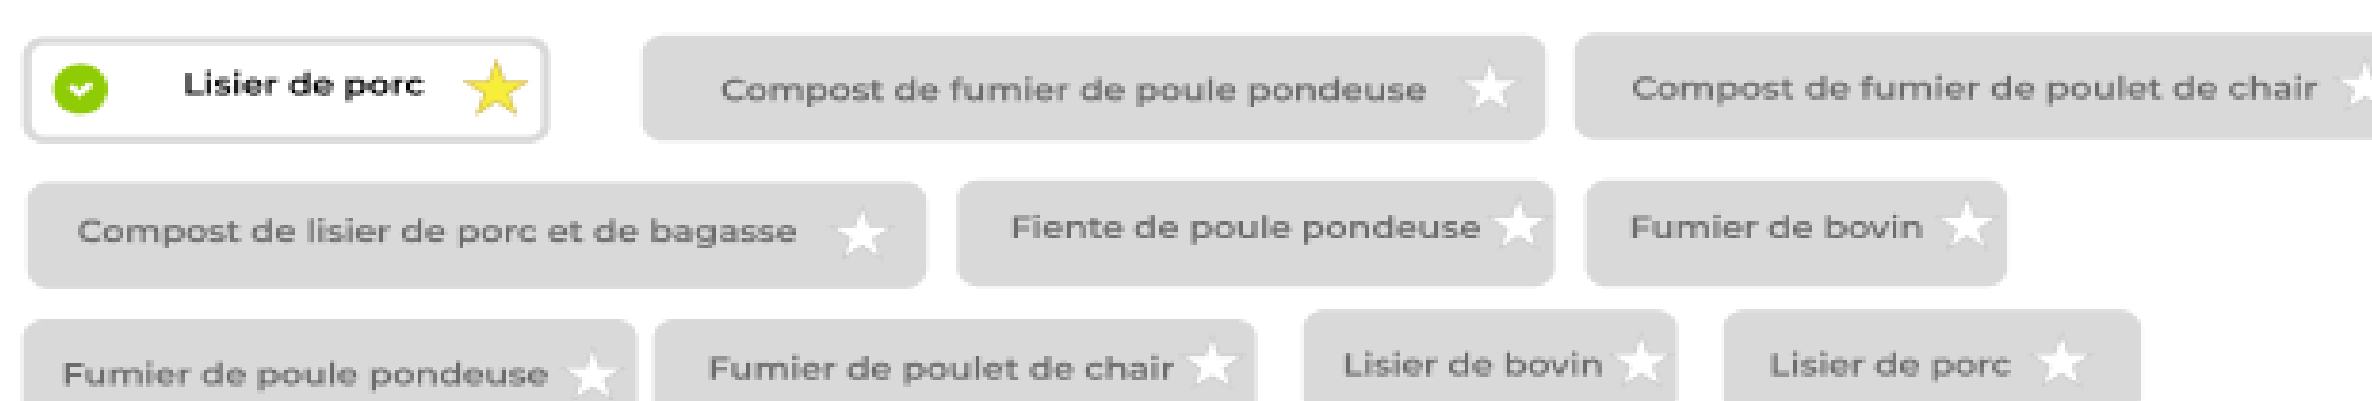 Lisier de porc
Compost de fumier de poule pondeuse
Compost de fumier de poulet de chair
Compost de lisier de porc et de bagasse
Fiente de poule pondeuse
Fumier de bovin
Fumier de poule pondeuse
Fumier de poulet de chair
Lisier de bovin
Lisier de porc